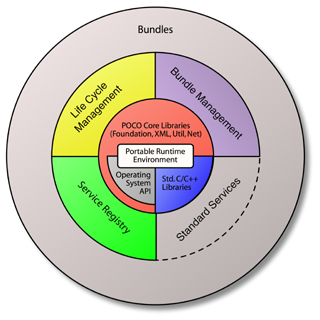 Bundles
Life Cycle
Management
Bundle Management
POCO Core Libraries
(Foundation, XML, Util, Net)
Portable Runtime
Environment
Operating
System
API
Std. C/C++
Libraries
Service Registry
Standard Services